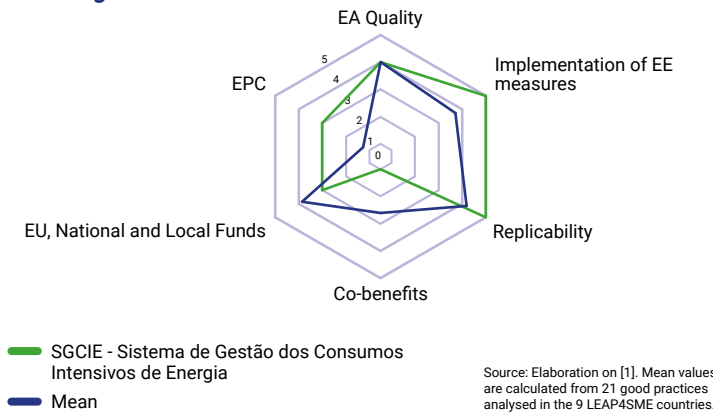 EA Quality
5
Implementation of EE
measures
4
EPC
3
2
1
0
EU, National and Local Funds
Replicability
Co-benefits
SGCIE - Sistema de Gestão dos Consumos
Intensivos de Energia
Mean
Source: Elaboration on [1]. Mean values
are calculated from 21 good practices
analysed in the 9 LEAP4SME countries.